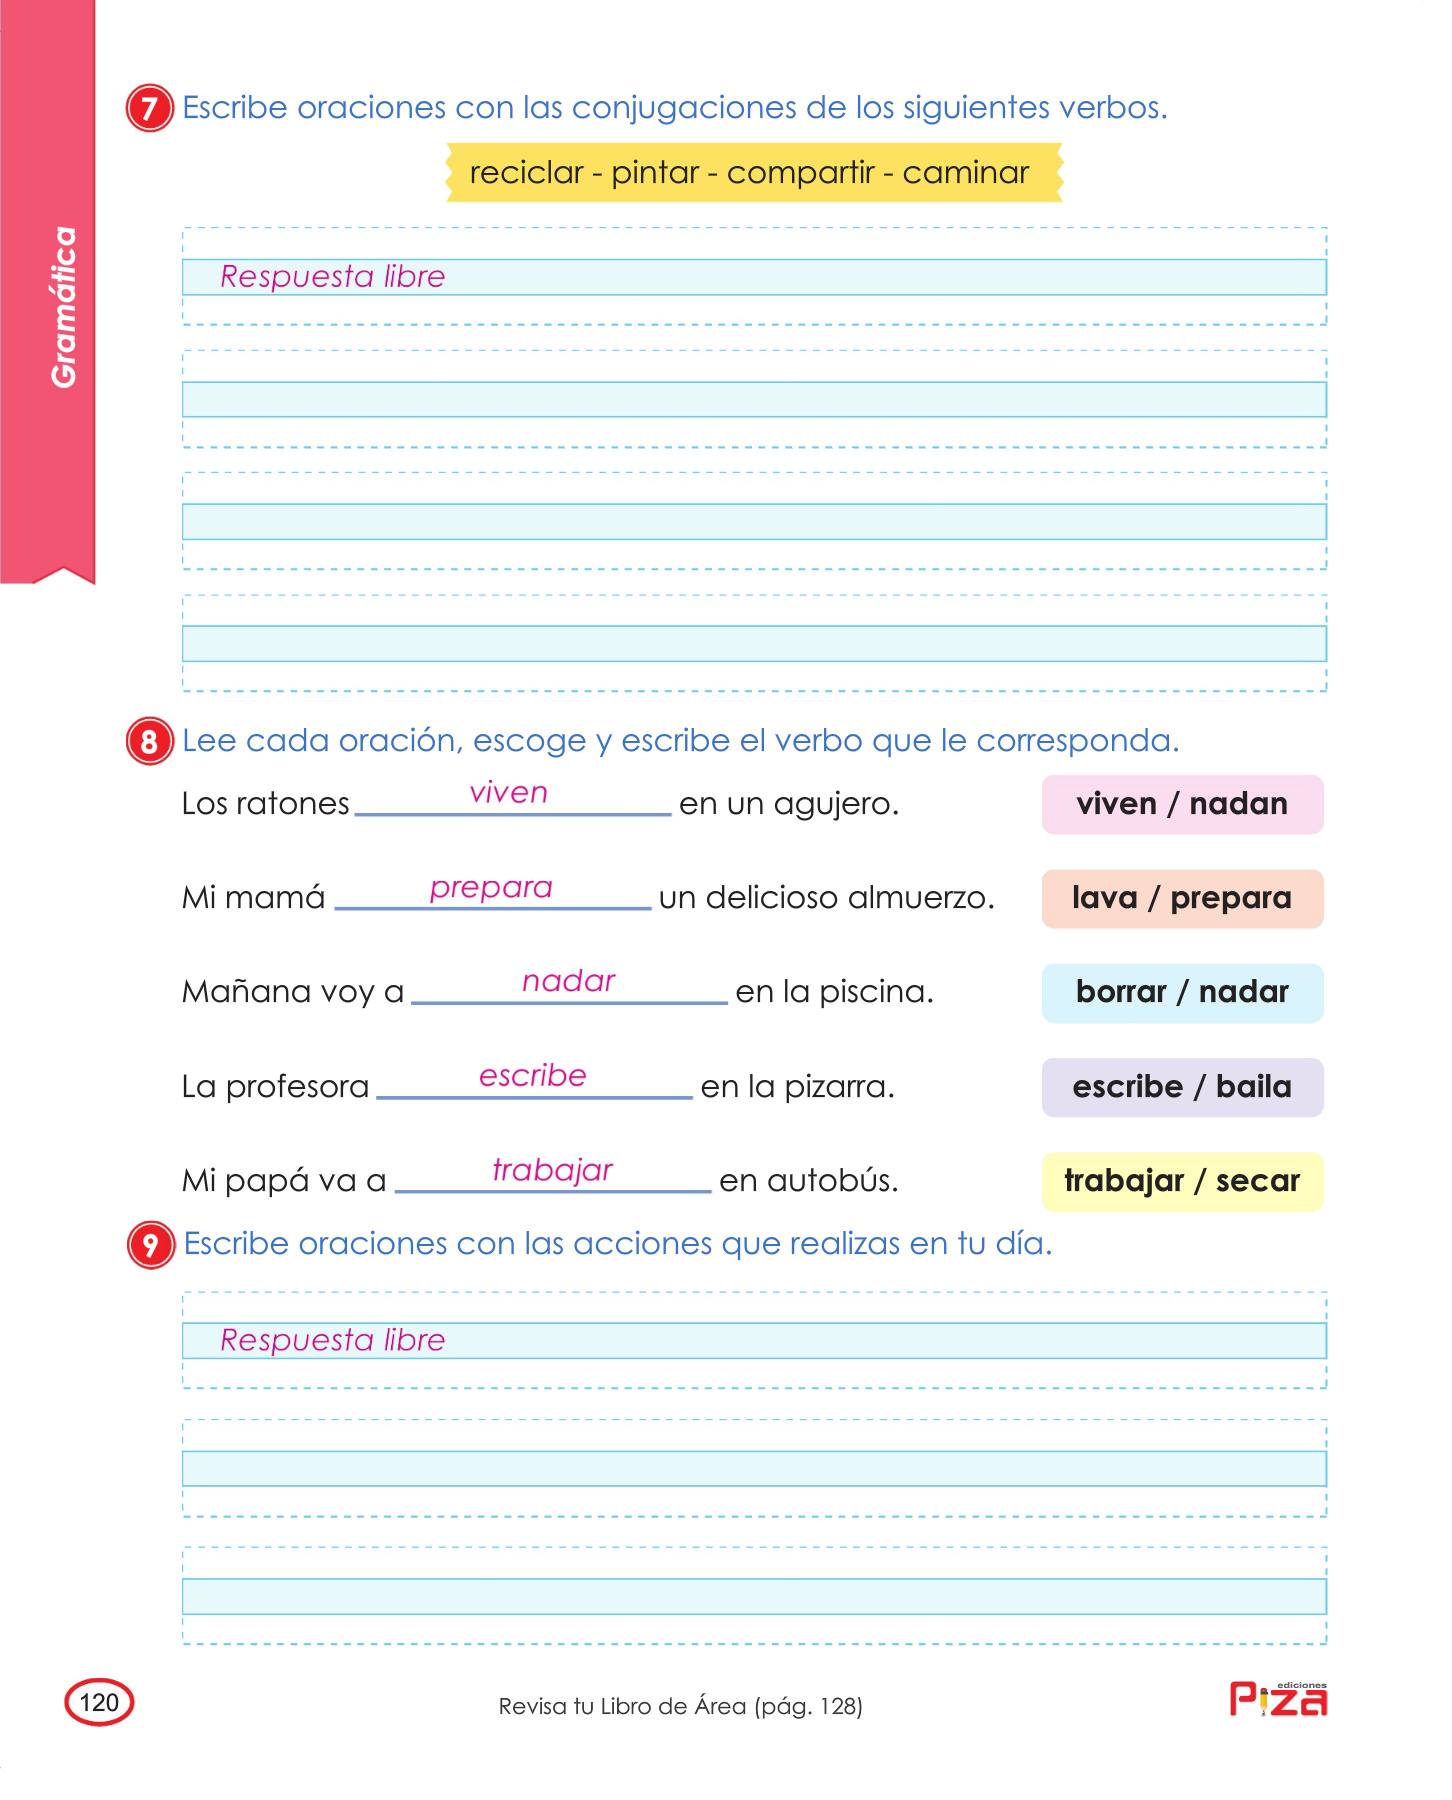 Gramática
7 Escribe oraciones con las conjugaciones de los siguientes verbos.
reciclar - pintar - compartir - caminar
Respuesta libre
8 Lee cada oración, escoge y escribe el verbo que le corresponda.
Los ratones viven en un agujero. viven / nadan
Mi mamá prepara un delicioso almuerzo. lava / prepara
Mañana voy a nadar en la piscina. borrar / nadar
La profesora escribe en la pizarra. escribe / baila
Mi papá va a trabajar en autobús. trabajar / secar
9 Escribe oraciones con las acciones que realizas en tu día.
Respuesta libre
120 Revisa tu Libro de Área (pág. 128) ediciones Piza